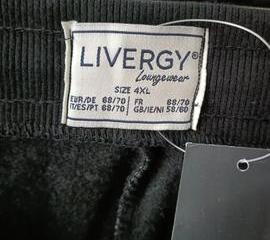 LIVERGY®
Loungewear
SIZE 4XL
EUR/DE 68/70 FR 68/70
IT/ES/PT 68/70 GB/IE/NI 58/60